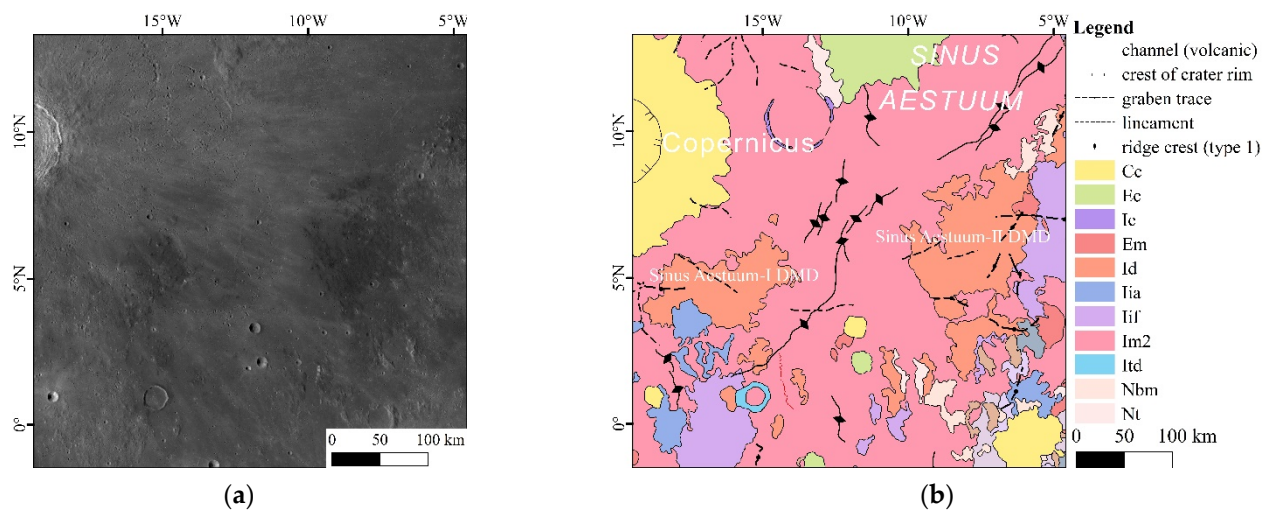 15°W
10°W
5°W
10°N
5°N
0°
0 50 100 km
(a)
15°W
10°W
5°W
10°N
5°N
0°
SINUS
AESTUUM
Copernicus
Sinus Aestuum-II DMD
Sinus Aestuum-I DMD
Legend
channel (volcanic)
crest of crater rim
graben trace
lineament
ridge crest (type 1)
Cc
Ec
Ic
Em
Id
Iia
Iif
Im2
Itd
Nbm
Nt
0 50 100 km
(b)